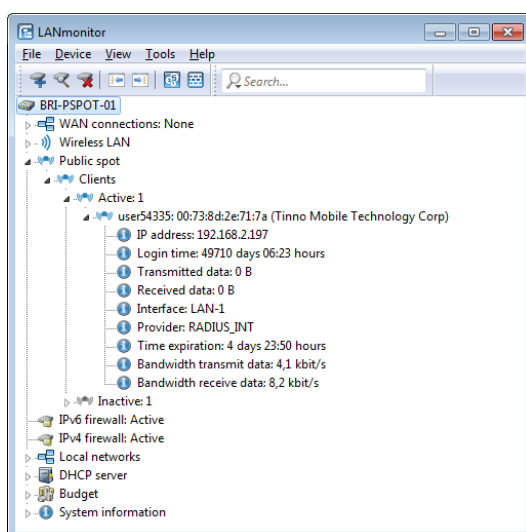 LANmonitor
File Device View Tools Help
Search...
BRI-PSPOT-01
WAN connections: None
Wireless LAN
Public spot
Clients
Active: 1
user54335: 00:73:8d:2e:71:7a (Tinno Mobile Technology Corp)
IP address: 192.168.2.197
Login time: 49710 days 06:23 hours
Transmitted data: 0 B
Received data: 0 B
Interface: LAN-1
Provider: RADIUS_INT
Time expiration: 4 days 23:50 hours
Bandwidth transmit data: 4,1 kbit/s
Bandwidth receive data: 8,2 kbit/s
Inactive: 1
IPv6 firewall: Active
IPv4 firewall: Active
Local networks
DHCP server
Budget
System information